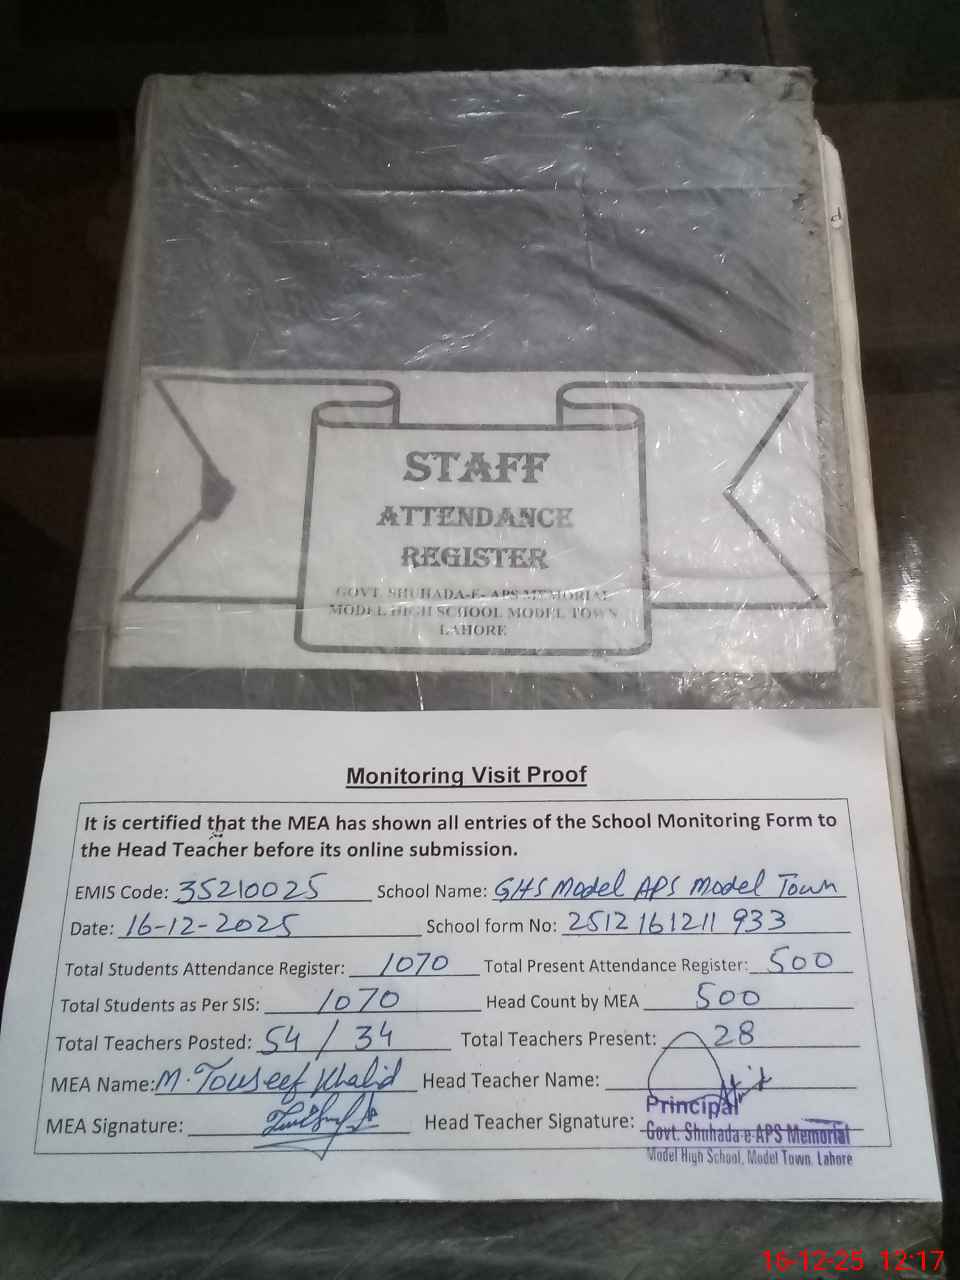 STAFF
ATTENDANCE
REGISTER
GOVT. SHUHADA-E- APS MEMORIAL
MODEL HIGH SCHOOL MODEL TOWN
LAHORE
Monitoring Visit Proof
It is certified that the MEA has shown all entries of the School Monitoring Form to
the Head Teacher before its online submission.
EMIS Code: 35210025 School Name: GHS Model APS Model Town
Date: 16-12-2025 School form No: 2512161211933
Total Students Attendance Register: 1070 Total Present Attendance Register: 500
Total Students as Per SIS: 1070 Head Count by MEA 500
Total Teachers Posted: 54 / 34 Total Teachers Present: 28
MEA Name: M. Touseef Khalid Head Teacher Name:
MEA Signature: Head Teacher Signature:
Principal
Govt. Shuhada-e-APS Memorial
Model High School, Model Town, Lahore
16-12-25 12:17